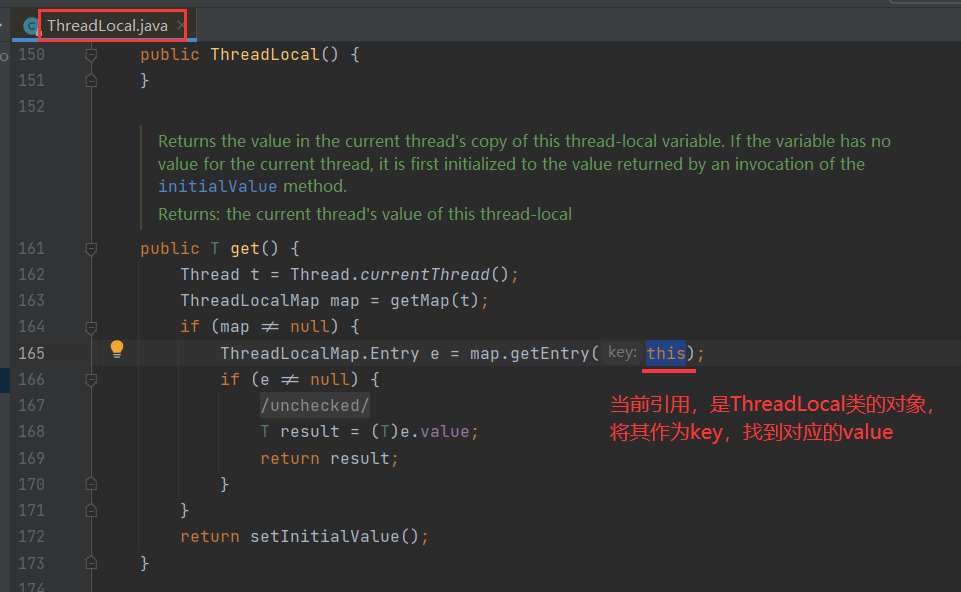 ThreadLocal.java
150 public ThreadLocal() {
151 }
152
Returns the value in the current thread's copy of this thread-local variable. If the variable has no
value for the current thread, it is first initialized to the value returned by an invocation of the
initialValue method.
Returns: the current thread's value of this thread-local
161 public T get() {
162 Thread t = Thread.currentThread();
163 ThreadLocalMap map = getMap(t);
164 if (map ≠ null) {
165 ThreadLocalMap.Entry e = map.getEntry( key: this);
166 if (e ≠ null) {
167 /unchecked/
168 T result = (T)e.value;
169 return result;
170 }
171 }
172 return setInitialValue();
173 }
174
当前引用，是ThreadLocal类的对象，
将其作为key，找到对应的value